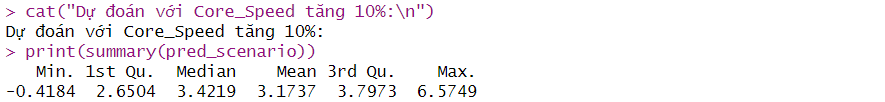 > cat("Dự đoán với Core_Speed tăng 10%:\n")
Dự đoán với Core_Speed tăng 10%:
> print(summary(pred_scenario))
   Min. 1st Qu.  Median    Mean 3rd Qu.    Max.
-0.4184  2.6504  3.4219  3.1737  3.7973  6.5749